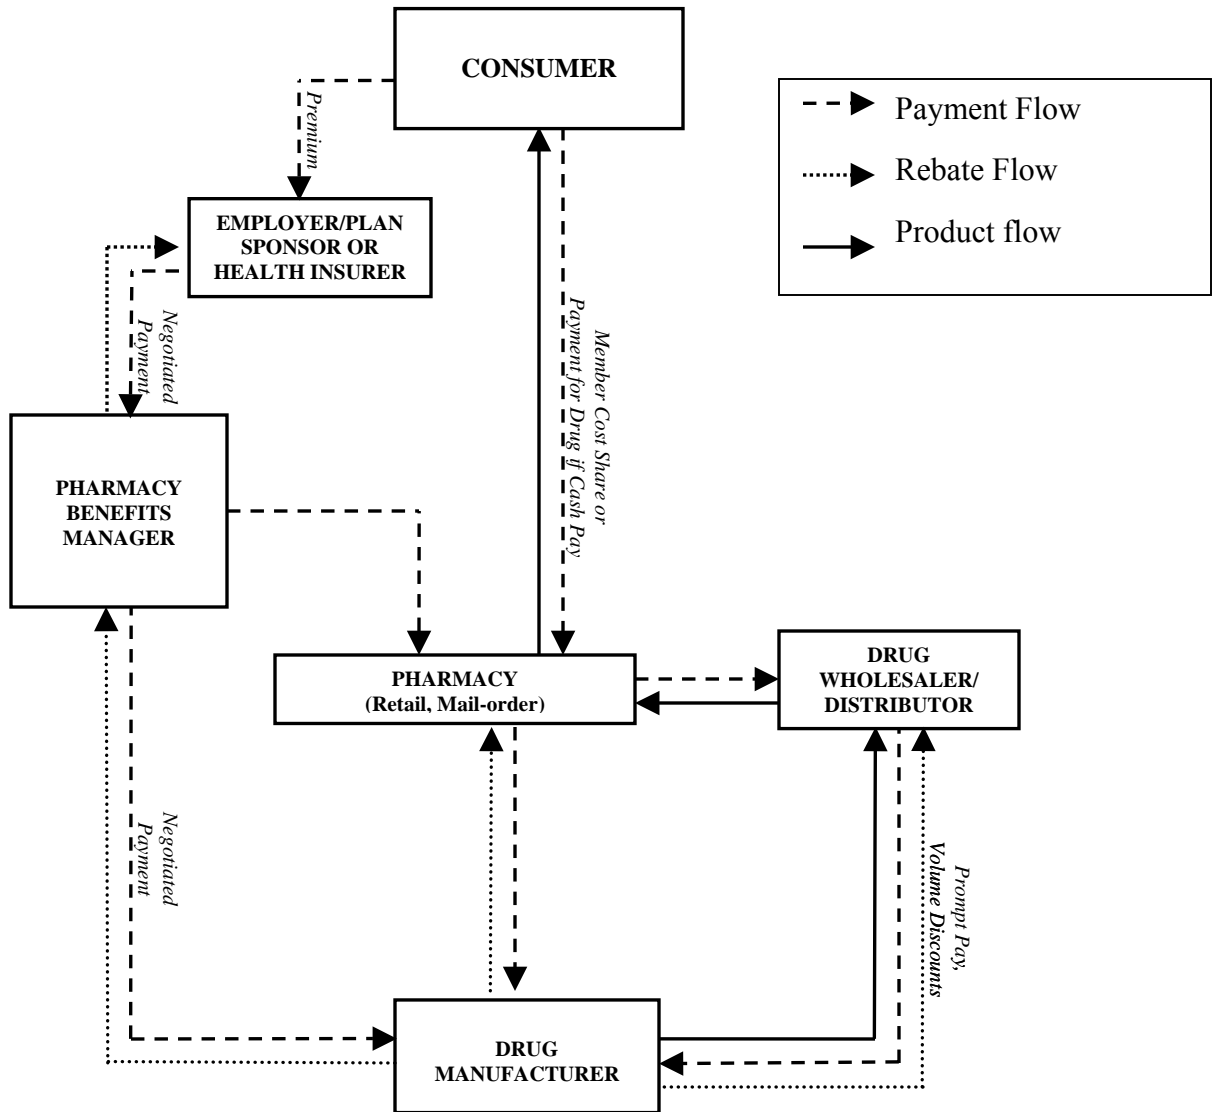 CONSUMER
Payment Flow
Rebate Flow
Product flow
Premium
EMPLOYER/PLAN
SPONSOR OR
HEALTH INSURER
Negotiated
Payment
Member Cost Share or
Payment for Drug if Cash Pay
PHARMACY
BENEFITS
MANAGER
PHARMACY
(Retail, Mail-order)
DRUG
WHOLESALER/
DISTRIBUTOR
Negotiated
Payment
Prompt Pay,
Volume Discounts
DRUG
MANUFACTURER